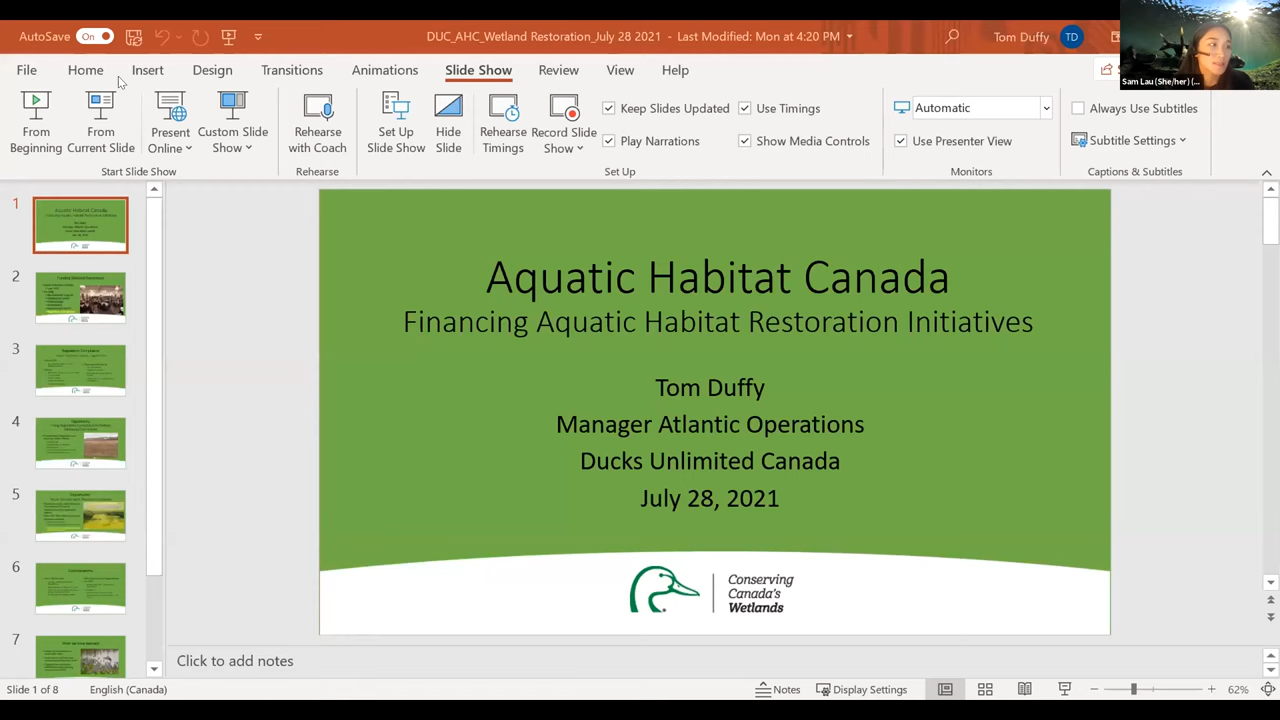 AutoSave On
DUC_AHC_Wetland Restoration_July 28 2021 - Last Modified: Mon at 4:20 PM
Tom Duffy TD
Sam Lau (She/her) (...
File Home Insert Design Transitions Animations Slide Show Review View Help
From Beginning
From Current Slide
Present Online
Custom Slide Show
Start Slide Show
Rehearse with Coach
Rehearse
Set Up Slide Show
Hide Slide
Rehearse Timings
Record Slide Show
Keep Slides Updated
Play Narrations
Use Timings
Show Media Controls
Set Up
Automatic
Use Presenter View
Monitors
Always Use Subtitles
Subtitle Settings
Captions & Subtitles
1
2
3
4
5
6
7
Aquatic Habitat Canada
Financing Aquatic Habitat Restoration Initiatives
Tom Duffy
Manager Atlantic Operations
Ducks Unlimited Canada
July 28, 2021
Conserving
Canada's
Wetlands
Click to add notes
Slide 1 of 8 English (Canada) Notes Display Settings 62%